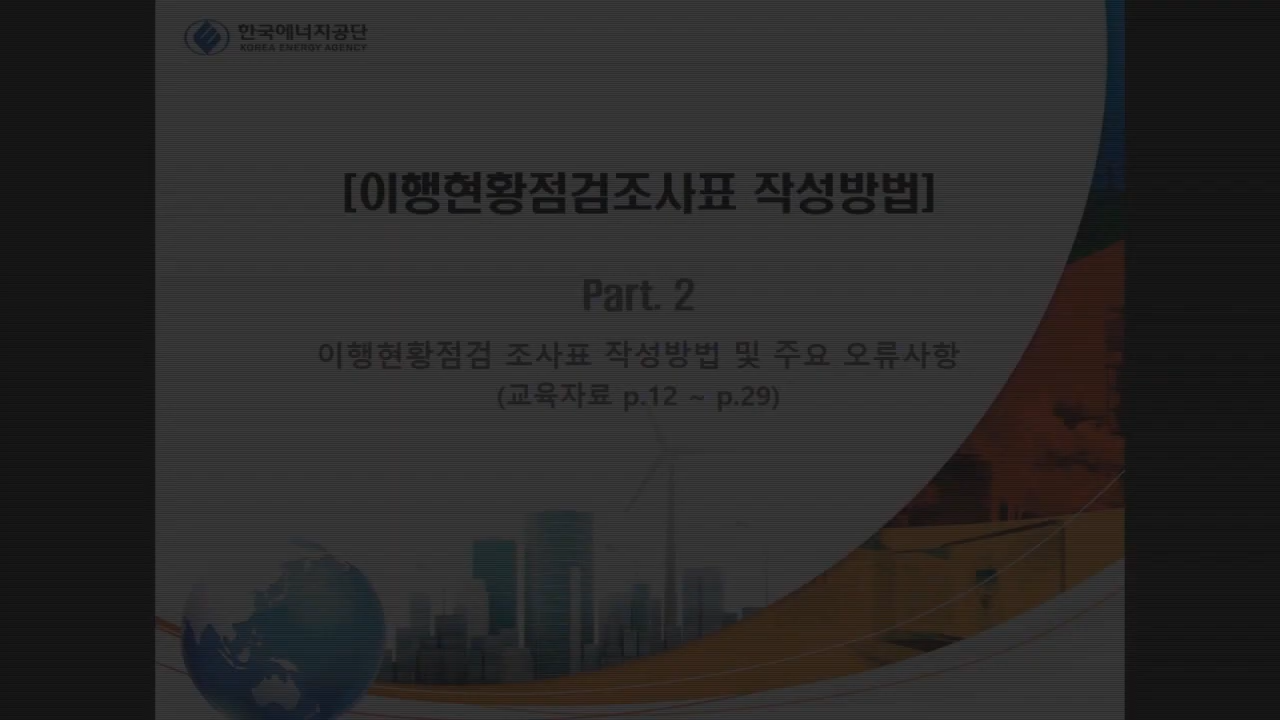 한국에너지공단
KOREA ENERGY AGENCY
[이행현황점검조사표 작성방법]
Part. 2
이행현황점검 조사표 작성방법 및 주요 오류사항
(교육자료 p.12 ~ p.29)